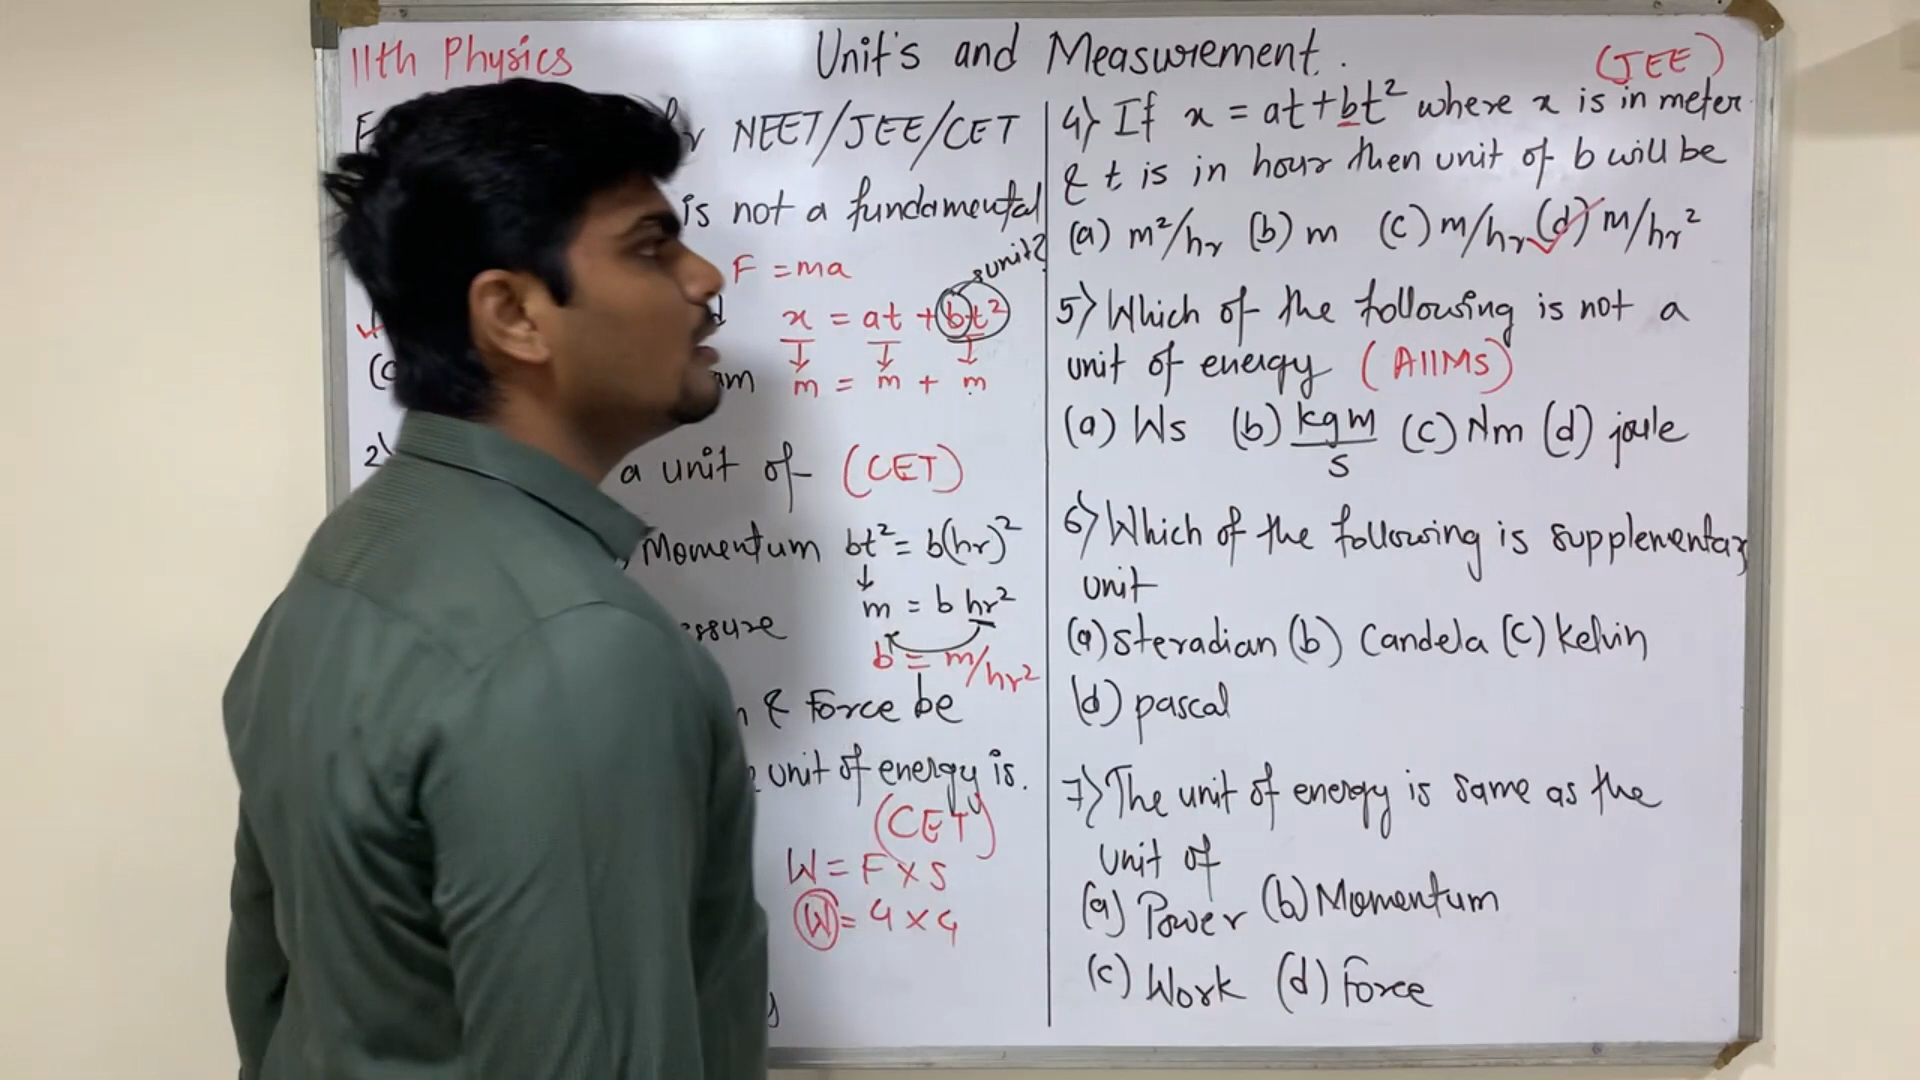 11th Physics
Unit's and Measurement.
NEET/JEE/CET
is not a fundamental
F = ma
sunit?
x = at + bt²
m = m + m
a unit of (CET)
Momentum bt² = b(hr)²
m = b hr²
b = m/hr²
& Force be
unit of energy is.
(CET)
W = F × S
W = 4 × 4
(JEE)
4) If x = at + bt² where x is in meter
& t is in hour then unit of b will be
(a) m²/hr (b) m (c) m/hr (d) m/hr²
5) Which of the following is not a
unit of energy (AIIMS)
(a) Ws (b) kgm/s (c) Nm (d) joule
6) Which of the following is supplementary
unit
(a) steradian (b) Candela (c) kelvin
(d) pascal
7) The unit of energy is same as the
unit of
(a) Power (b) Momentum
(c) Work (d) Force